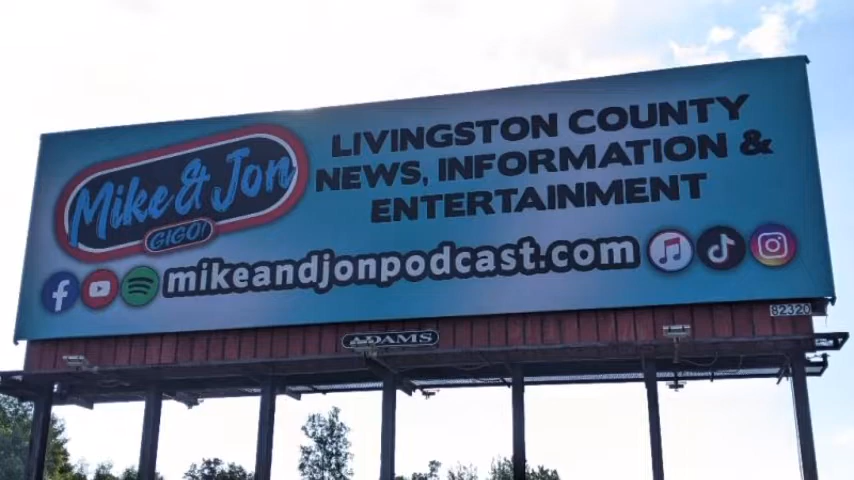 Mike & Jon
GIGO!
LIVINGSTON COUNTY
NEWS, INFORMATION &
ENTERTAINMENT
mikeandjonpodcast.com
ADAMS
82320